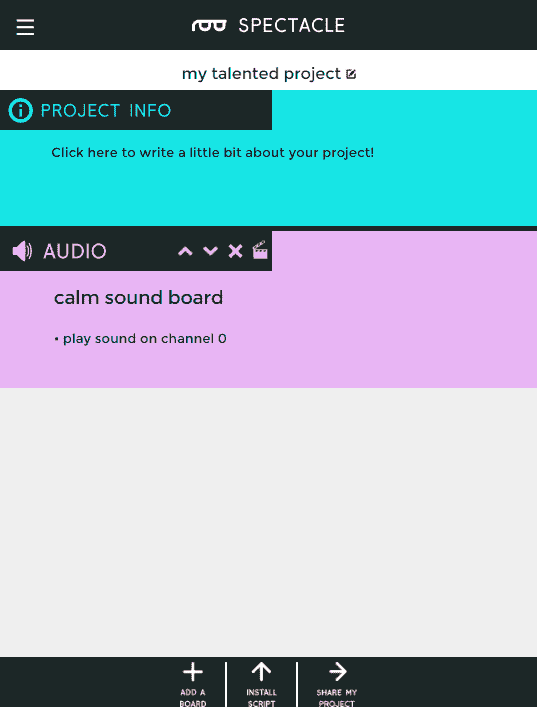 SPECTACLE
my talented project
PROJECT INFO
Click here to write a little bit about your project!
AUDIO
calm sound board
• play sound on channel 0
ADD A
BOARD
INSTALL
SCRIPT
SHARE MY
PROJECT